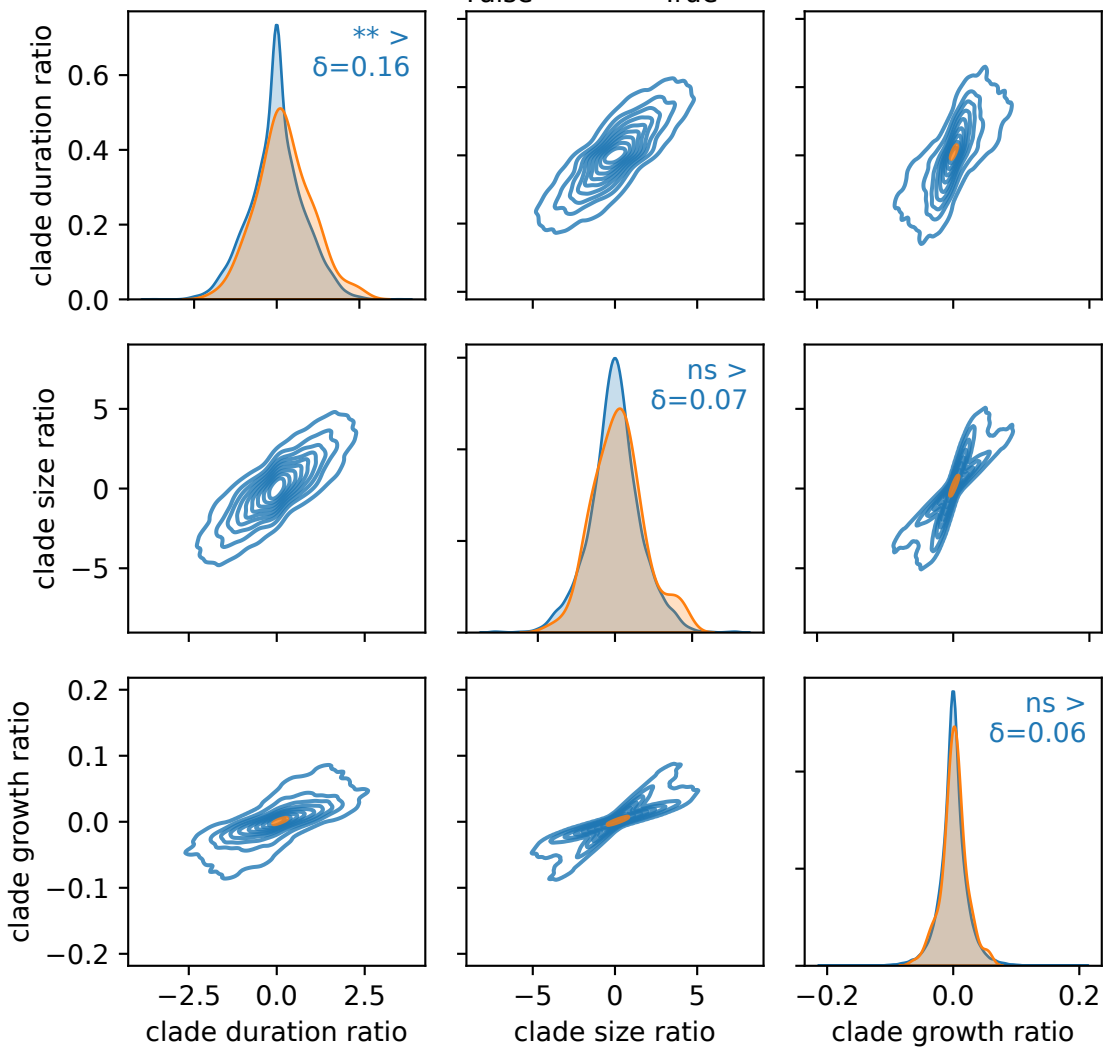 clade duration ratio
0.6
0.4
0.2
0.0
** >
δ=0.16
clade size ratio
5
0
−5
ns >
δ=0.07
clade growth ratio
0.2
0.1
0.0
−0.1
−0.2
ns >
δ=0.06
−2.5 0.0 2.5
clade duration ratio
−5 0 5
clade size ratio
−0.2 0.0 0.2
clade growth ratio